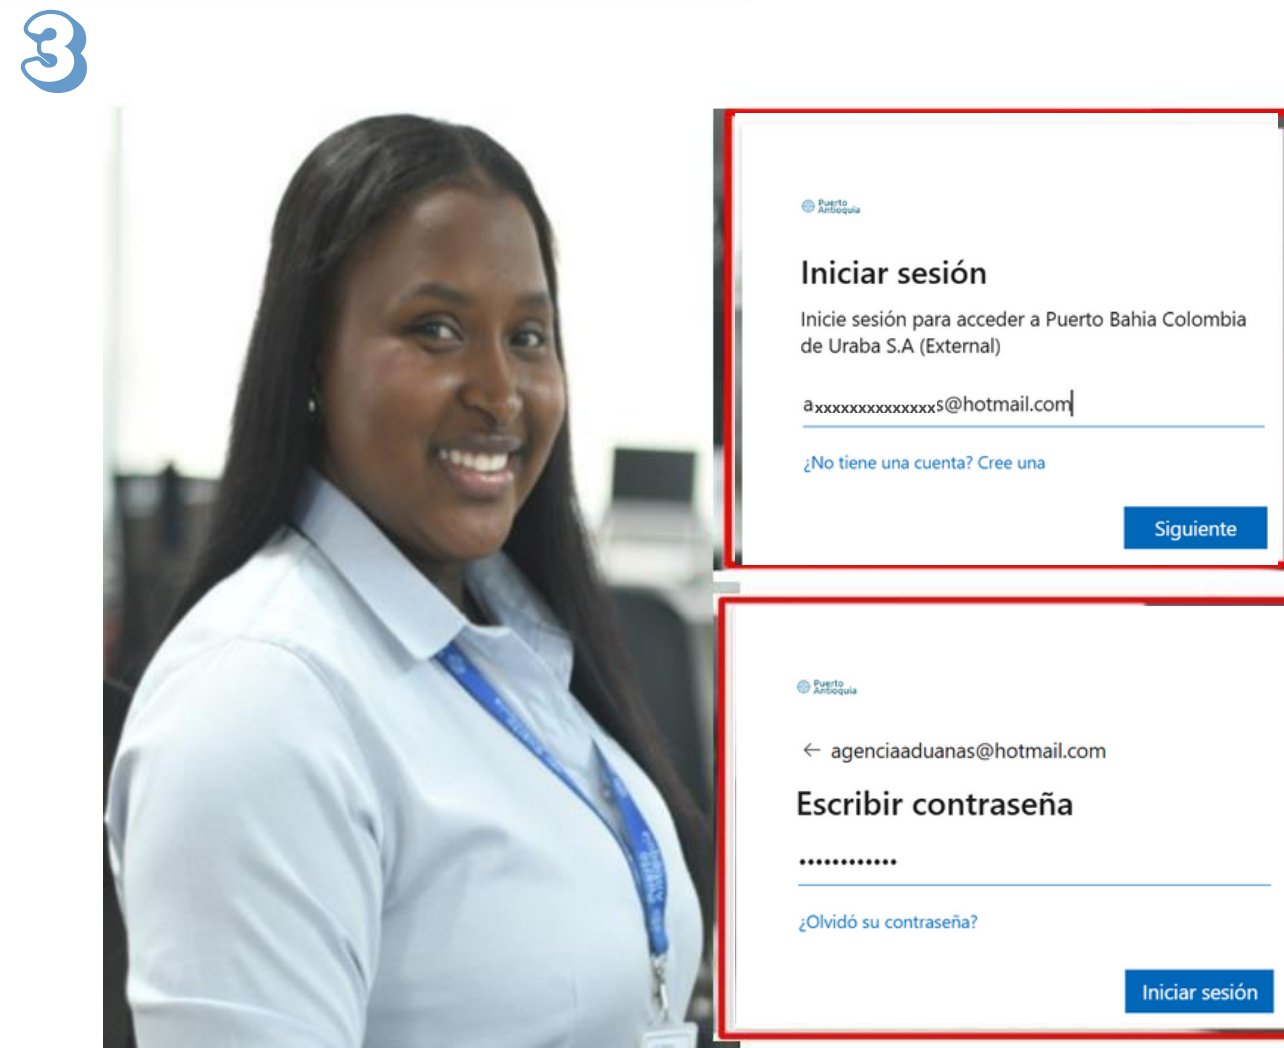 3
Puerto
Antioquia
Iniciar sesión
Inicie sesión para acceder a Puerto Bahia Colombia
de Uraba S.A (External)
axxxxxxxxxxxxxxs@hotmail.com
¿No tiene una cuenta? Cree una
Siguiente
Puerto
Antioquia
← agenciaaduanas@hotmail.com
Escribir contraseña
••••••••••••
¿Olvidó su contraseña?
Iniciar sesión